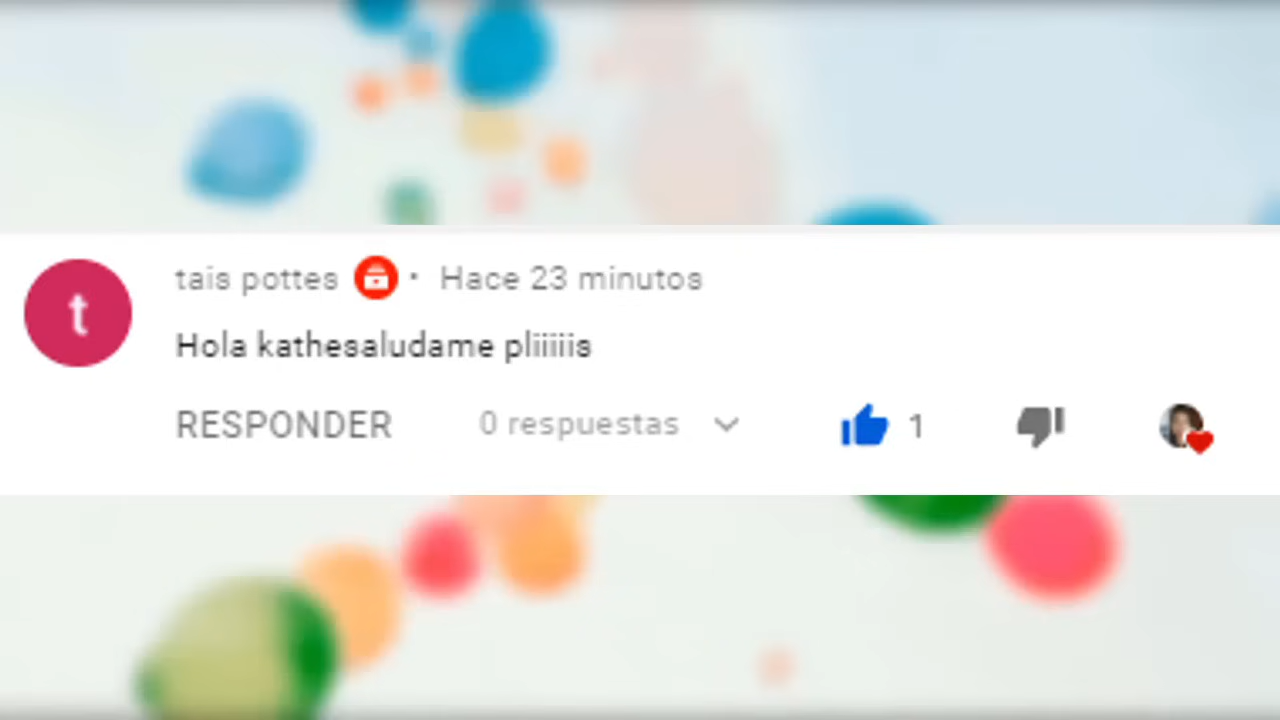 t
tais pottes · Hace 23 minutos
Hola kathesaludame pliiiiis
RESPONDER 0 respuestas 1